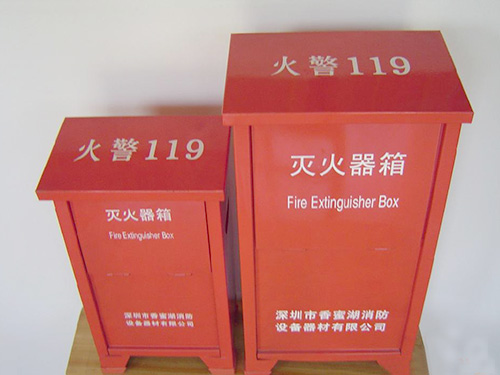 火警119
灭火器箱
Fire Extinguisher Box
深圳市香蜜湖消防
设备器材有限公司
火警119
灭火器箱
Fire Extinguisher Box
深圳市香蜜湖消防
设备器材有限公司